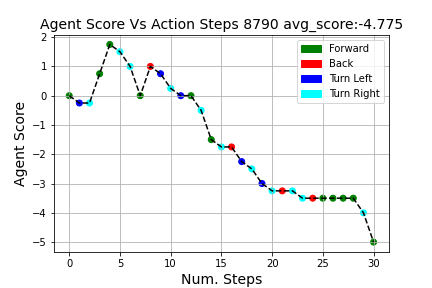 Agent Score Vs Action Steps 8790 avg_score:-4.775
Agent Score
2
1
0
−1
−2
−3
−4
−5
Forward
Back
Turn Left
Turn Right
0 5 10 15 20 25 30
Num. Steps